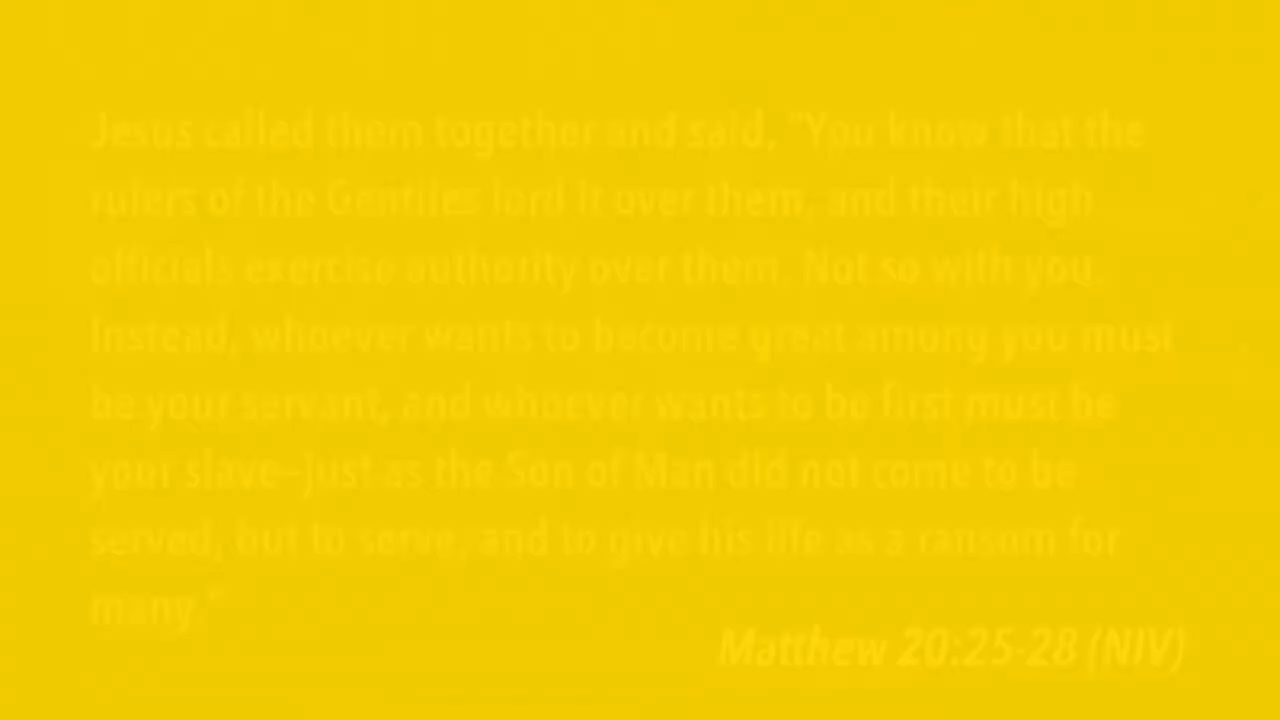 Jesus called them together and said, "You know that the
rulers of the Gentiles lord it over them, and their high
officials exercise authority over them. Not so with you.
Instead, whoever wants to become great among you must
be your servant, and whoever wants to be first must be
your slave—just as the Son of Man did not come to be
served, but to serve, and to give his life as a ransom for
many."
Matthew 20:25-28 (NIV)